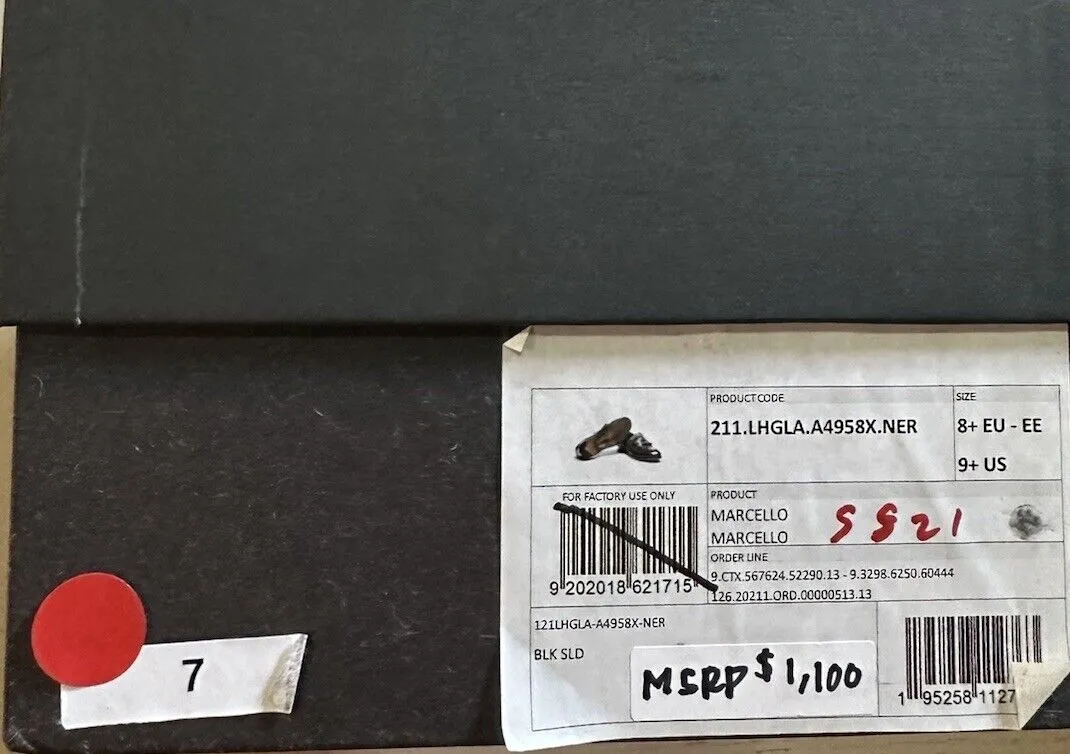 PRODUCT CODE
211.LHGLA.A4958X.NER
SIZE
8+ EU - EE
9+ US
FOR FACTORY USE ONLY
9 202018 621715
PRODUCT
MARCELLO
MARCELLO
SS21
ORDER LINE
9.CTX.567624.52290.13 - 9.3298.6250.60444
126.20211.ORD.00000513.13
121LHGLA-A4958X-NER
BLK SLD
MSRP $1,100
1 95258 1127
7